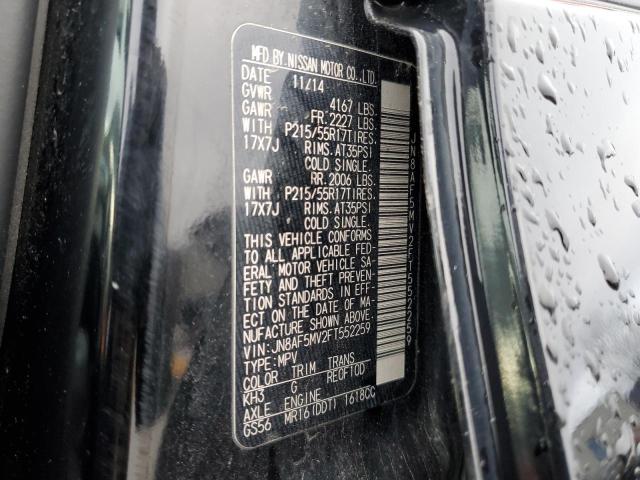 MFD BY NISSAN MOTOR CO.,LTD.
DATE 11/14
GVWR 4167 LBS.
GAWR FR. 2227 LBS.
WITH P215/55R17TIRES.
17X7J RIMS.AT35PSI
COLD SINGLE.
GAWR RR. 2006 LBS.
WITH P215/55R17TIRES.
17X7J RIMS.AT35PSI
COLD SINGLE.
THIS VEHICLE CONFORMS
TO ALL APPLICABLE FED-
ERAL MOTOR VEHICLE SA-
FETY AND THEFT PREVEN-
TION STANDARDS IN EFF-
ECT ON THE DATE OF MA-
NUFACTURE SHOWN ABOVE.
VIN:JN8AF5MV2FT552259
TYPE:MPV
COLOR TRIM TRANS
KH3 G RE0F10D
AXLE ENGINE
GS56 MR16(DDT) 1618CC
JN8AF5MV2FT552259